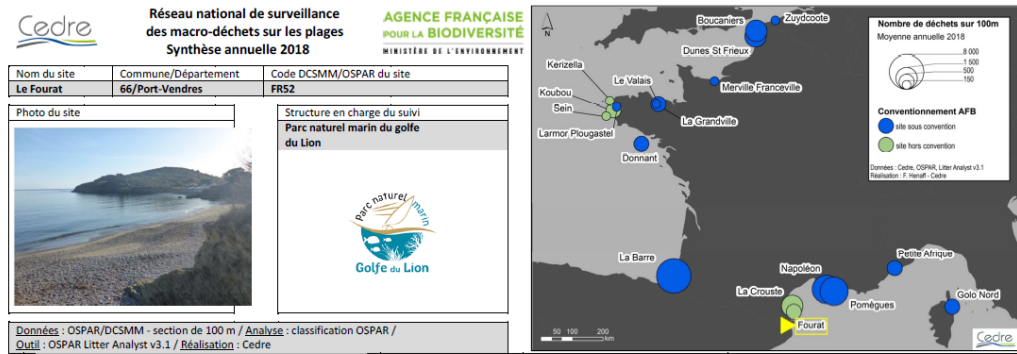 Cedre
Réseau national de surveillance
des macro-déchets sur les plages
Synthèse annuelle 2018
AGENCE FRANÇAISE
POUR LA BIODIVERSITÉ
MINISTÈRE DE L'ENVIRONNEMENT
Nom du site
Commune/Département
Code DCSMM/OSPAR du site
Le Fourat
66/Port-Vendres
FR52
Photo du site
Structure en charge du suivi
Parc naturel marin du golfe
du Lion
Parc naturel marin
Golfe du Lion
Données : OSPAR/DCSMM - section de 100 m / Analyse : classification OSPAR /
Outil : OSPAR Litter Analyst v3.1 / Réalisation : Cedre
N
Boucaniers
Zuydcoote
Dunes St Frieux
Kerizella
Le Valais
Merville Franceville
Koubou
Sein
La Grandville
Larmor Plougastel
Donnant
La Barre
Napoléon
Petite Afrique
La Crouste
Pomègues
Golo Nord
Fourat
50 100 200
km
Nombre de déchets sur 100m
Moyenne annuelle 2018
8 000
1 500
500
150
Conventionnement AFB
site sous convention
site hors convention
Données : Cedre, OSPAR, Litter Analyst v3.1
Réalisation : F. Henaff - Cedre
Cedre